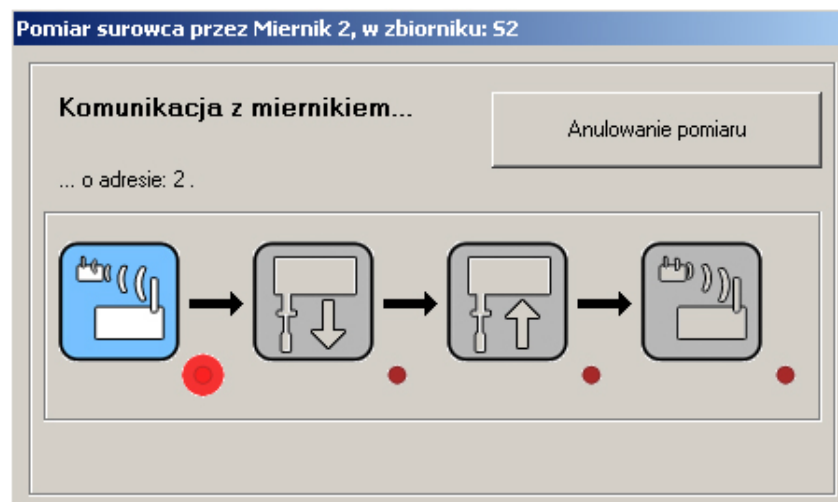 Pomiar surowca przez Miernik 2, w zbiorniku: S2
Komunikacja z miernikiem...
Anulowanie pomiaru
... o adresie: 2 .